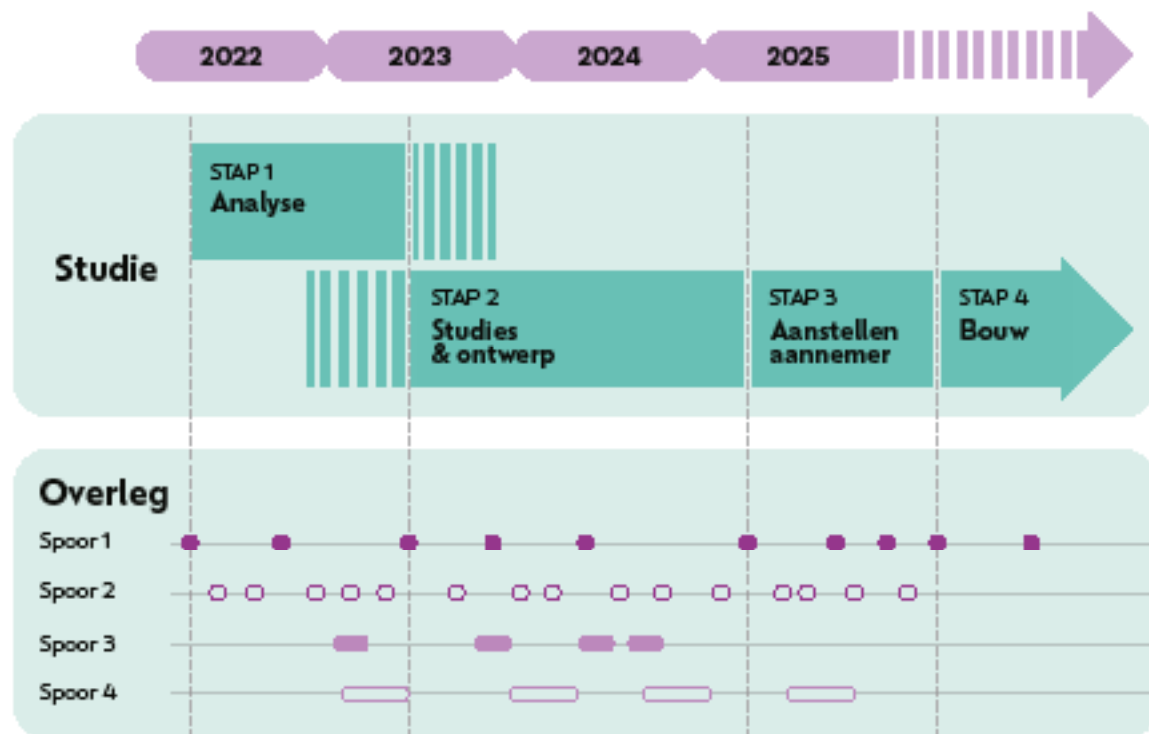 2022 2023 2024 2025
STAP 1
Analyse
Studie
STAP 2
Studies
& ontwerp
STAP 3
Aanstellen
aannemer
STAP 4
Bouw
Overleg
Spoor 1
Spoor 2
Spoor 3
Spoor 4